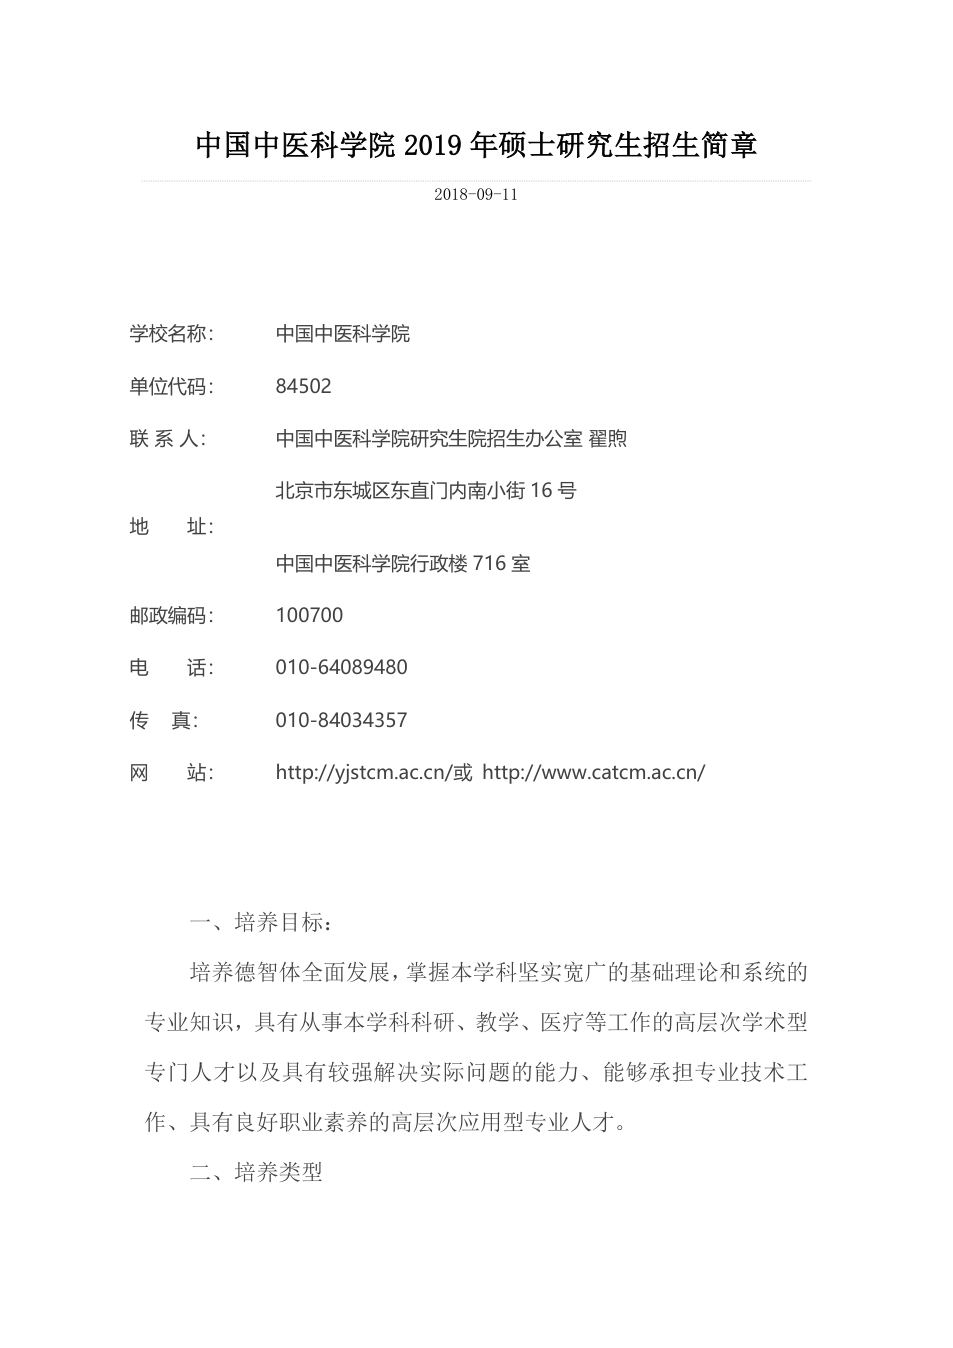 中国中医科学院 2019 年硕士研究生招生简章
2018-09-11
学校名称： 中国中医科学院
单位代码： 84502
联 系 人： 中国中医科学院研究生院招生办公室 翟煦
北京市东城区东直门内南小街 16 号
地　　址：
中国中医科学院行政楼 716 室
邮政编码： 100700
电　　话： 010-64089480
传　真： 010-84034357
网　　站： http://yjstcm.ac.cn/或 http://www.catcm.ac.cn/
一、培养目标：
培养德智体全面发展，掌握本学科坚实宽广的基础理论和系统的
专业知识，具有从事本学科科研、教学、医疗等工作的高层次学术型
专门人才以及具有较强解决实际问题的能力、能够承担专业技术工
作、具有良好职业素养的高层次应用型专业人才。
二、培养类型